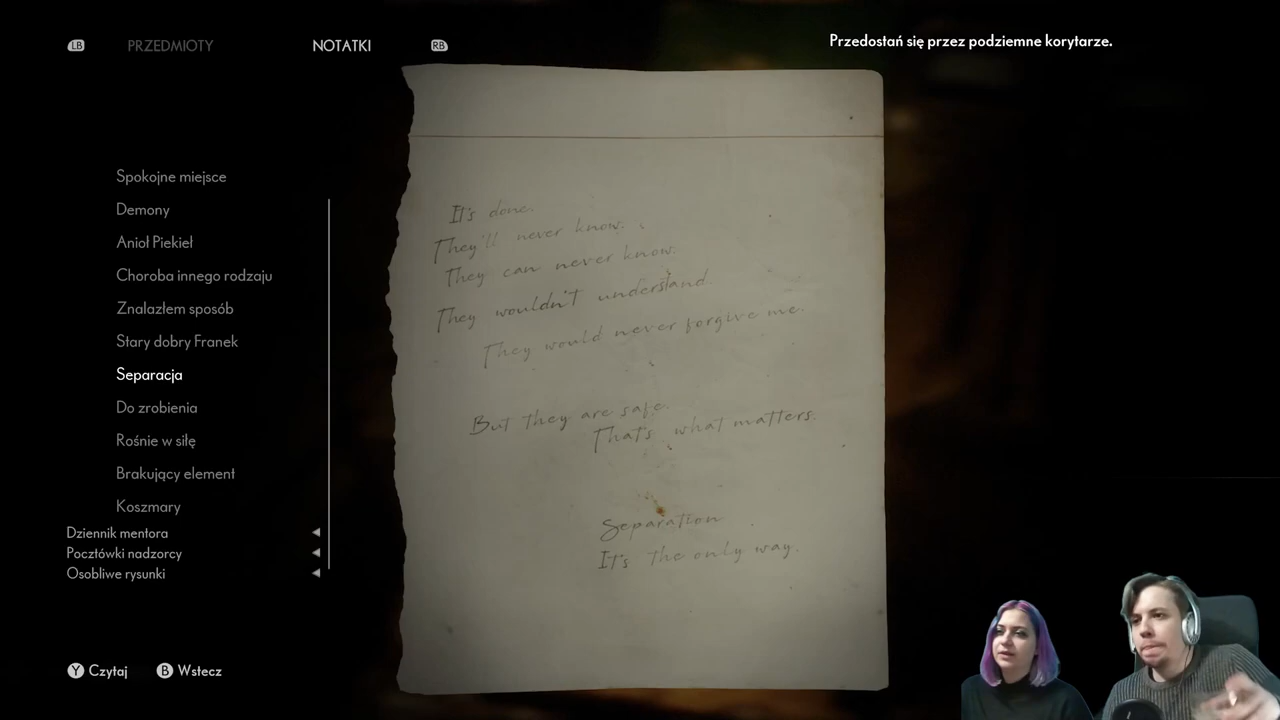 LB
PRZEDMIOTY
NOTATKI
RB
Przedostań się przez podziemne korytarze.
Spokojne miejsce
Demony
Anioł Piekieł
Choroba innego rodzaju
Znalazłem sposób
Stary dobry Franek
Separacja
Do zrobienia
Rośnie w siłę
Brakujący element
Koszmary
Dziennik mentora
Pocztówki nadzorcy
Osobliwe rysunki
Y Czytaj
B Wstecz
It's done.
They'll never know.
They can never know.
They wouldn't understand.
They would never forgive me.
But they are safe.
That's what matters.
Separation
It's the only way.